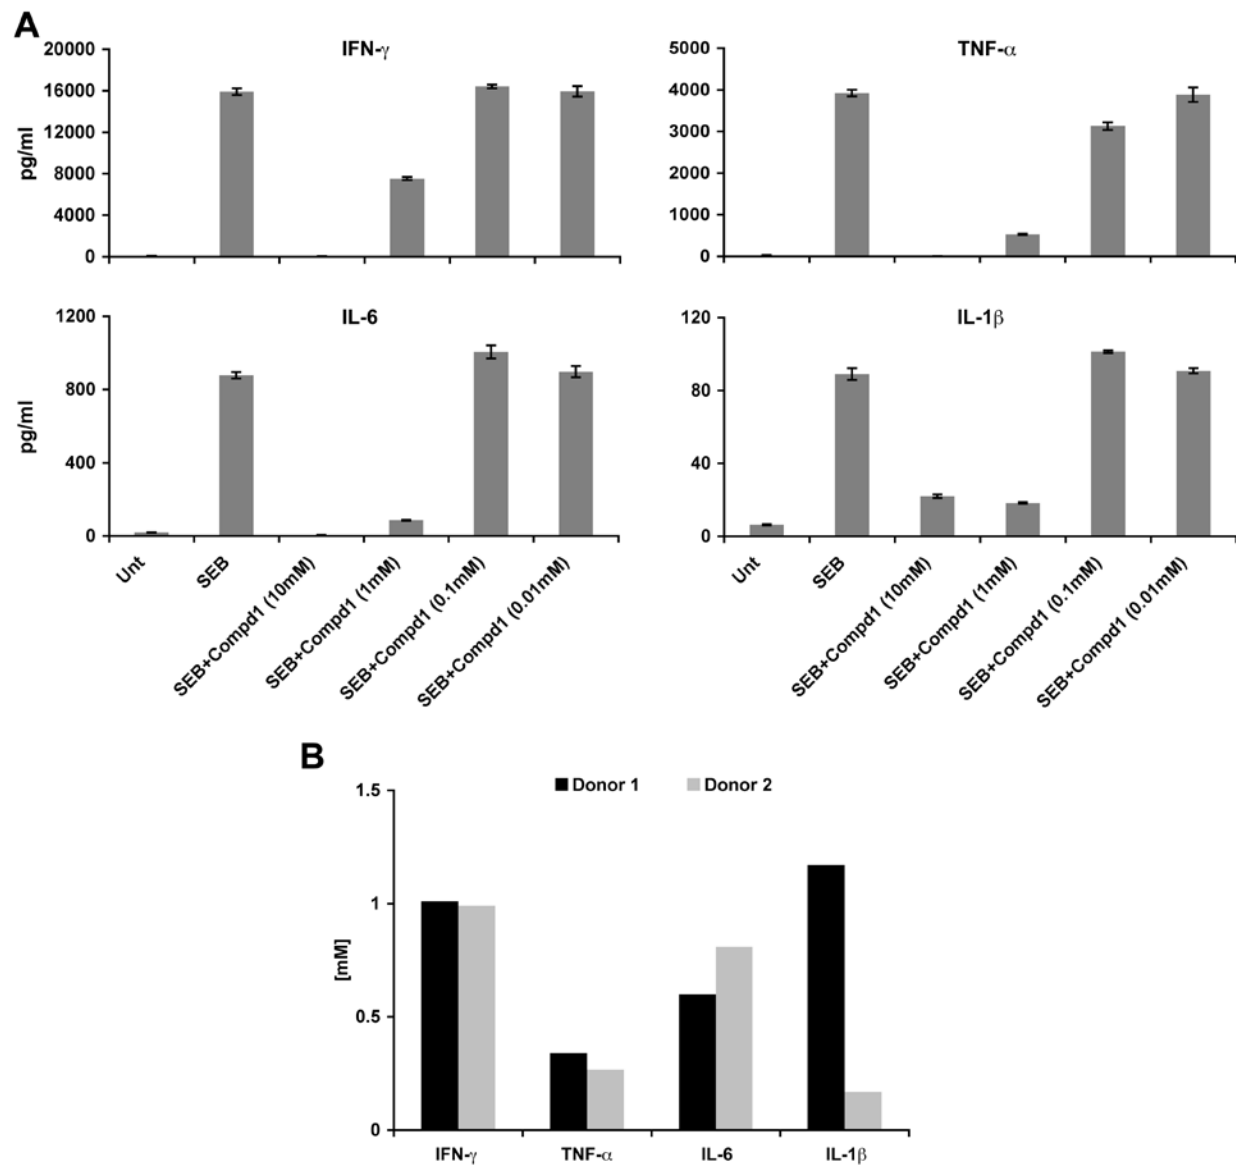 A
IFN-γ
pg/ml
20000
16000
12000
8000
4000
0
TNF-α
5000
4000
3000
2000
1000
0
IL-6
pg/ml
1200
800
400
0
Unt
SEB
SEB+Compd1 (10mM)
SEB+Compd1 (1mM)
SEB+Compd1 (0.1mM)
SEB+Compd1 (0.01mM)
IL-1β
120
80
40
0
Unt
SEB
SEB+Compd1 (10mM)
SEB+Compd1 (1mM)
SEB+Compd1 (0.1mM)
SEB+Compd1 (0.01mM)
B
Donor 1 Donor 2
[mM]
1.5
1
0.5
0
IFN-γ TNF-α IL-6 IL-1β